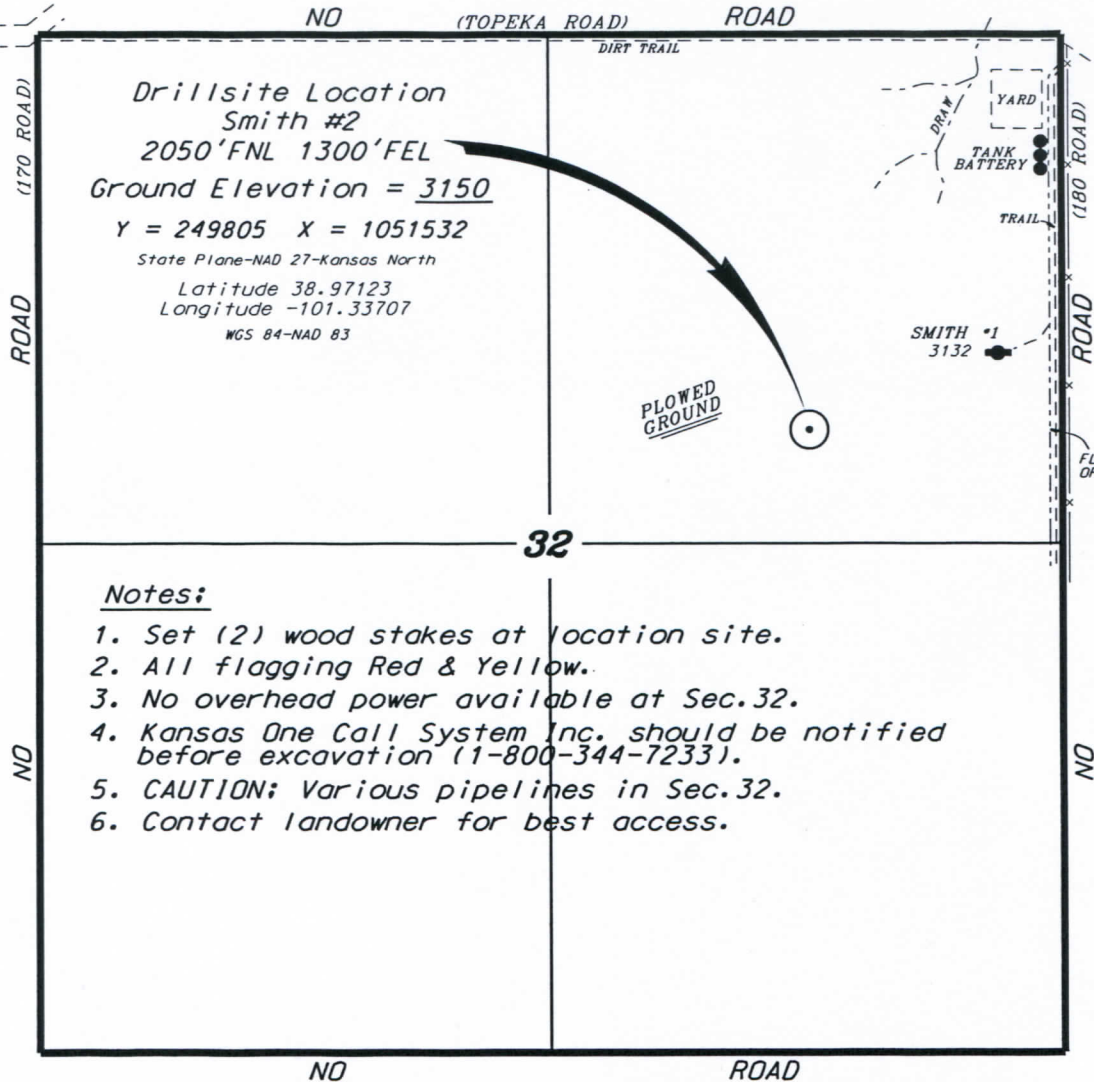 NO (TOPEKA ROAD) ROAD
DIRT TRAIL
(170 ROAD)
ROAD
NO
Drillsite Location
Smith #2
2050'FNL 1300'FEL
Ground Elevation = 3150
Y = 249805 X = 1051532
State Plane-NAD 27-Kansas North
Latitude 38.97123
Longitude -101.33707
WGS 84-NAD 83
DRAW
YARD
TANK
BATTERY
TRAIL
(180 ROAD)
ROAD
NO
SMITH #1
3132
PLOWED
GROUND
32
Notes:
1. Set (2) wood stakes at location site.
2. All flagging Red & Yellow.
3. No overhead power available at Sec.32.
4. Kansas One Call System Inc. should be notified
before excavation (1-800-344-7233).
5. CAUTION: Various pipelines in Sec.32.
6. Contact landowner for best access.
NO ROAD